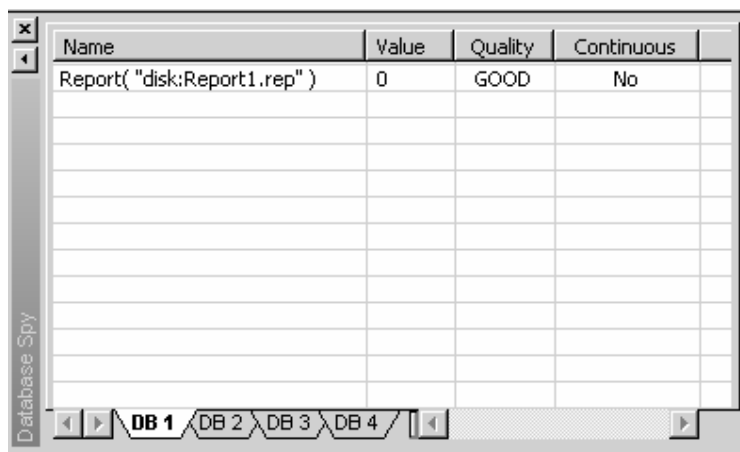 Name Value Quality Continuous
Report( "disk:Report1.rep" ) 0 GOOD No
Database Spy
DB 1 DB 2 DB 3 DB 4